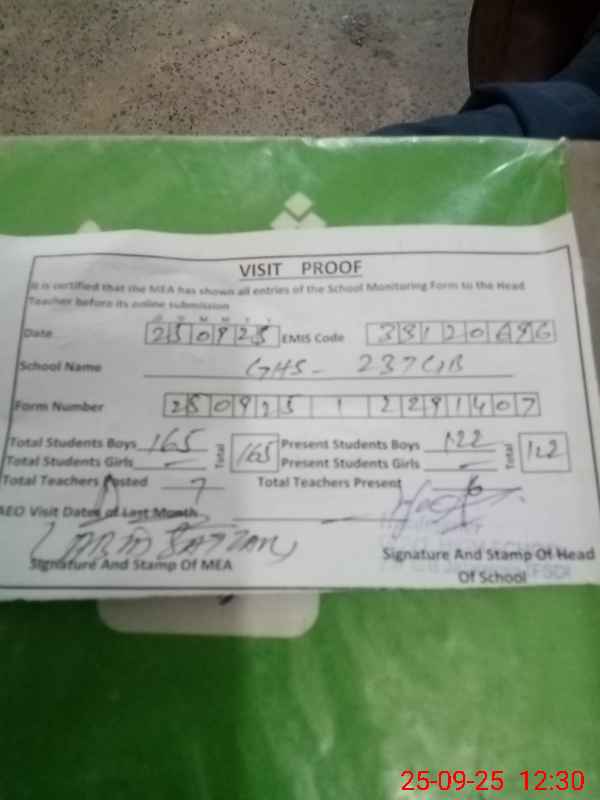 VISIT PROOF
It is certified that the MEA has shown all entries of the School Monitoring Form to the Head
Teacher before its online submission
D D M M Y Y
Date 250925 EMIS Code 33120496
School Name GHS - 237 GB
Form Number 250925 1 2291407
Total Students Boys 165 Total 165 Present Students Boys 122 Total 122
Total Students Girls - Present Students Girls -
Total Teachers Posted 7 Total Teachers Present 6
AEO Visit Dates of Last Month
Signature And Stamp Of MEA
Signature And Stamp Of Head
Of School
25-09-25 12:30